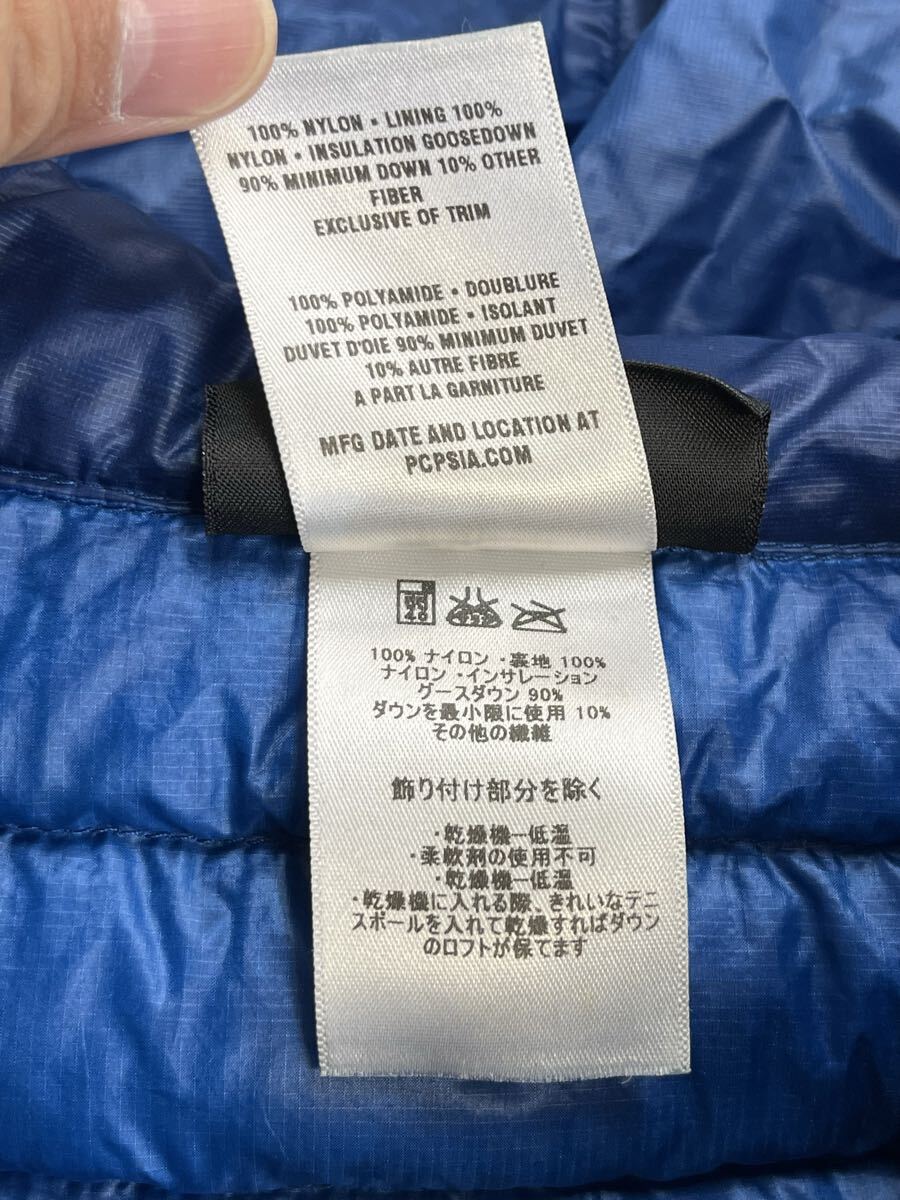 100% NYLON • LINING 100%
NYLON • INSULATION GOOSEDOWN
90% MINIMUM DOWN 10% OTHER
FIBER
EXCLUSIVE OF TRIM
100% POLYAMIDE • DOUBLURE
100% POLYAMIDE • ISOLANT
DUVET D'OIE 90% MINIMUM DUVET
10% AUTRE FIBRE
A PART LA GARNITURE
MFG DATE AND LOCATION AT
PCPSIA.COM
40
100% ナイロン ・裏地 100%
ナイロン ・インサレーション
グースダウン 90%
ダウンを最小限に使用 10%
その他の繊維
飾り付け部分を除く
・乾燥機ー低温
・柔軟剤の使用不可
・乾燥機ー低温
・乾燥機に入れる際、きれいなテニ
スボールを入れて乾燥すればダウン
のロフトが保てます